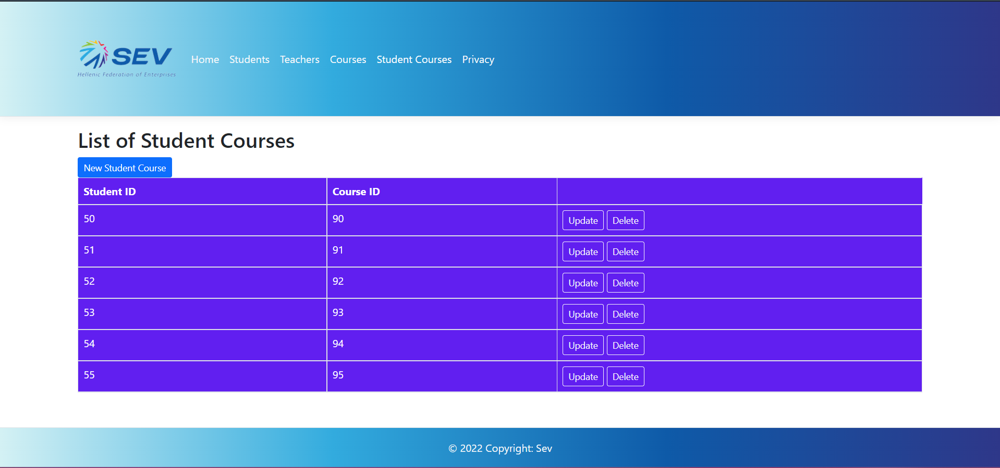 SEV
Hellenic Federation of Enterprises
Home Students Teachers Courses Student Courses Privacy
List of Student Courses
New Student Course
Student ID Course ID
50 90 Update Delete
51 91 Update Delete
52 92 Update Delete
53 93 Update Delete
54 94 Update Delete
55 95 Update Delete
© 2022 Copyright: Sev